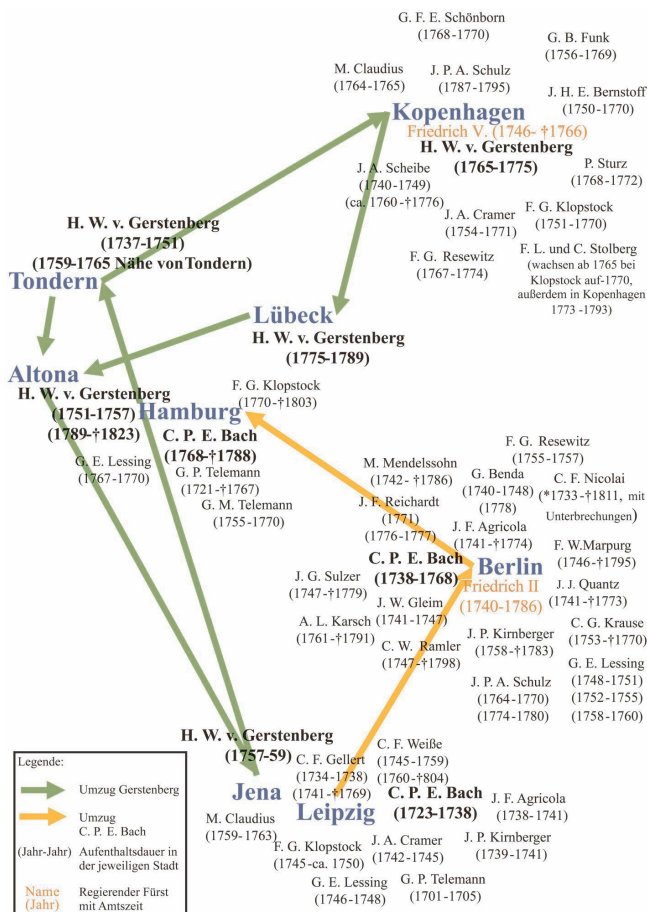 G. F. E. Schönborn
(1768-1770)
G. B. Funk
(1756-1769)
M. Claudius
(1764-1765)
J. P. A. Schulz
(1787-1795)
J. H. E. Bernstoff
(1750-1770)
Kopenhagen
Friedrich V. (1746- †1766)
H. W. v. Gerstenberg
(1765-1775)
J. A. Scheibe
(1740-1749)
(ca. 1760-†1776)
P. Sturz
(1768-1772)
J. A. Cramer
(1754-1771)
F. G. Klopstock
(1751-1770)
F. G. Resewitz
(1767-1774)
F. L. und C. Stolberg
(wachsen ab 1765 bei
Klopstock auf-1770,
außerdem in Kopenhagen
1773 -1793)
H. W. v. Gerstenberg
(1737-1751)
(1759-1765 Nähe von Tondern)
Tondern
Lübeck
H. W. v. Gerstenberg
(1775-1789)
Altona
H. W. v. Gerstenberg
(1751-1757)
(1789-†1823)
G. E. Lessing
(1767-1770)
F. G. Klopstock
(1770-†1803)
Hamburg
C. P. E. Bach
(1768-†1788)
G. P. Telemann
(1721-†1767)
G. M. Telemann
(1755-1770)
F. G. Resewitz
(1755-1757)
M. Mendelssohn
(1742- †1786)
G. Benda
(1740-1748)
(1778)
C. F. Nicolai
(*1733-†1811, mit
Unterbrechungen)
J. F. Reichardt
(1771)
(1776-1777)
J. F. Agricola
(1741-†1774)
C. P. E. Bach
(1738-1768)
Berlin
Friedrich II
(1740-1786)
F. W.Marpurg
(1746-†1795)
J. G. Sulzer
(1747-†1779)
J. W. Gleim
(1741-1747)
J. J. Quantz
(1741-†1773)
A. L. Karsch
(1761-†1791)
C. W. Ramler
(1747-†1798)
J. P. Kirnberger
(1758-†1783)
C. G. Krause
(1753-†1770)
J. P. A. Schulz
(1764-1770)
(1774-1780)
G. E. Lessing
(1748-1751)
(1752-1755)
(1758-1760)
H. W. v. Gerstenberg
(1757-59)
Jena
M. Claudius
(1759-1763)
C. F. Gellert
(1734-1738)
(1741-†1769)
C. F. Weiße
(1745-1759)
(1760-†804)
Leipzig
C. P. E. Bach
(1723-1738)
J. F. Agricola
(1738-1741)
F. G. Klopstock
(1745-ca. 1750)
J. A. Cramer
(1742-1745)
J. P. Kirnberger
(1739-1741)
G. E. Lessing
(1746-1748)
G. P. Telemann
(1701-1705)
Legende:
Umzug Gerstenberg
Umzug
C. P. E. Bach
(Jahr-Jahr) Aufenthaltsdauer in
der jeweiligen Stadt
Name Regierender Fürst
(Jahr) mit Amtszeit